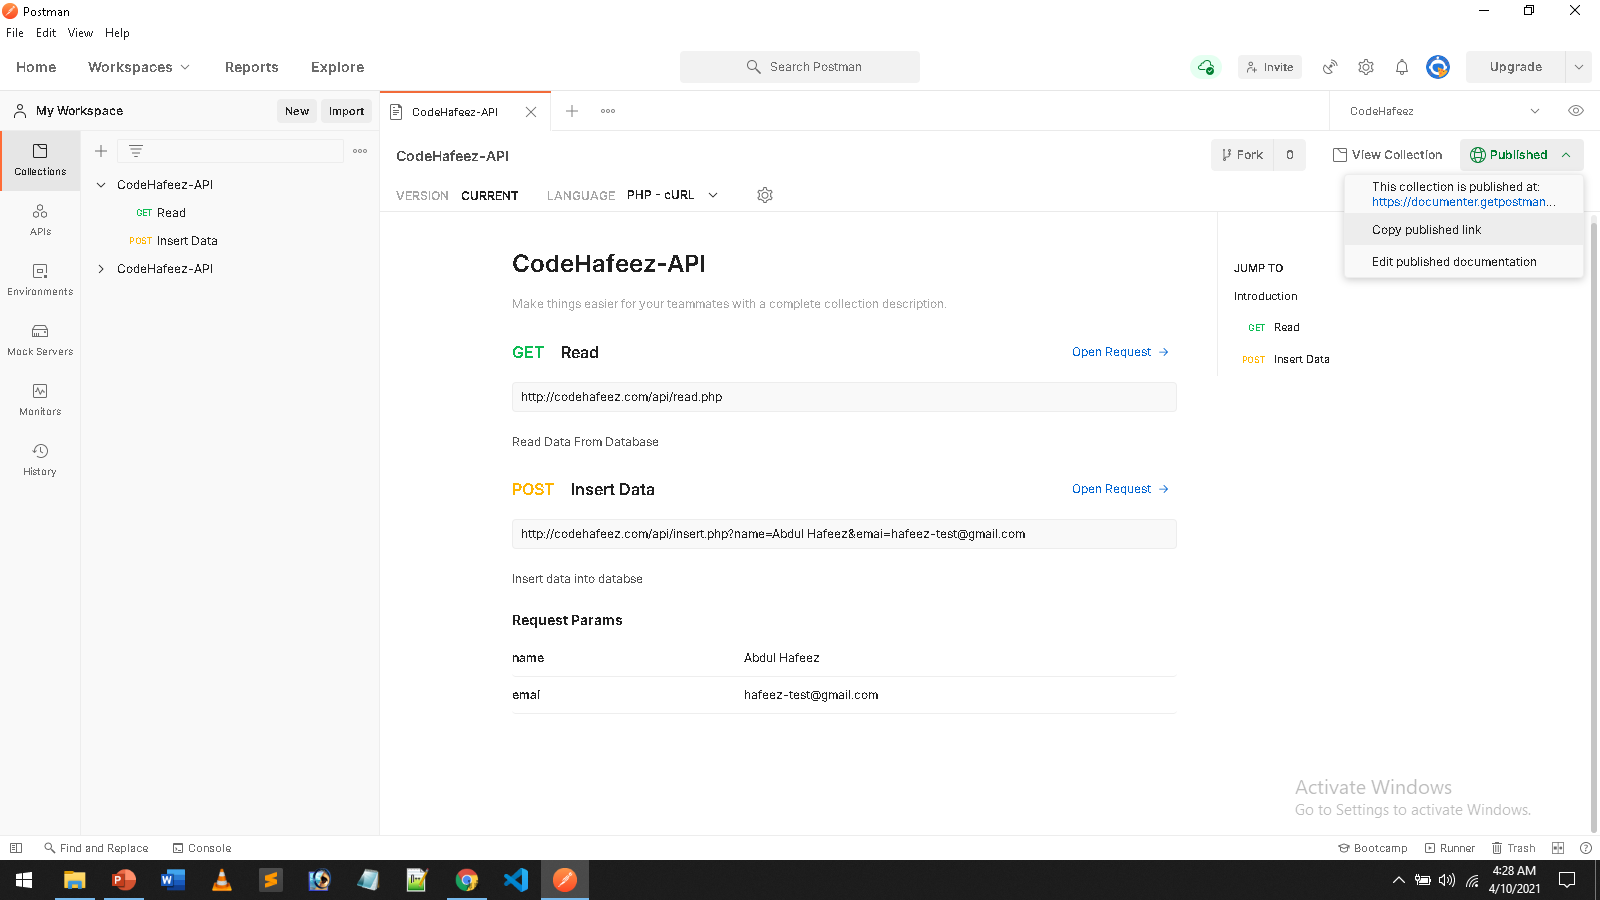 Postman
File Edit View Help
Home Workspaces Reports Explore Search Postman Invite Upgrade
My Workspace New Import CodeHafeez-API CodeHafeez
Collections
APIs
Environments
Mock Servers
Monitors
History
CodeHafeez-API
GET Read
POST Insert Data
CodeHafeez-API
CodeHafeez-API Fork 0 View Collection Published
VERSION CURRENT LANGUAGE PHP - cURL
This collection is published at:
https://documenter.getpostman...
Copy published link
Edit published documentation
CodeHafeez-API
Make things easier for your teammates with a complete collection description.
GET Read Open Request →
http://codehafeez.com/api/read.php
Read Data From Database
POST Insert Data Open Request →
http://codehafeez.com/api/insert.php?name=Abdul Hafeez&emai=hafeez-test@gmail.com
Insert data into databse
Request Params
name Abdul Hafeez
emai hafeez-test@gmail.com
JUMP TO
Introduction
GET Read
POST Insert Data
Activate Windows
Go to Settings to activate Windows.
Find and Replace Console Bootcamp Runner Trash
4:28 AM
4/10/2021